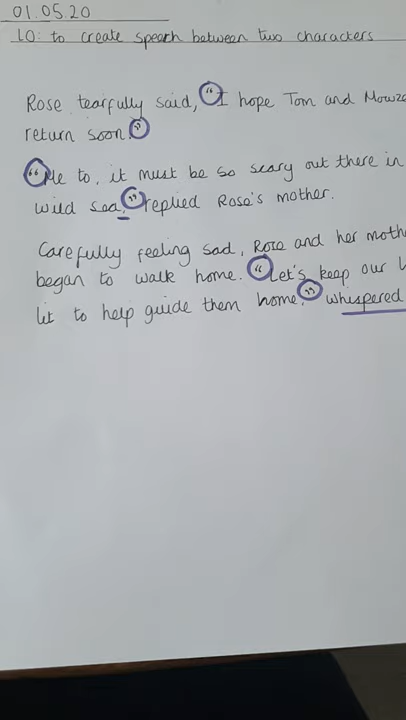 01.05.20
LO: to create speech between two characters
Rose tearfully said, "I hope Tom and
return soon."
"Me to, it must be so scary out there in
wild sea," replied Rose's mother.
Carefully feeling sad, Rose and her
began to walk home. "Let's keep our
lit to help guide them home," whispered